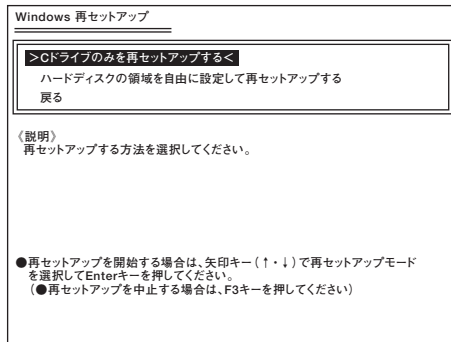 Windows 再セットアップ
>Cドライブのみを再セットアップする<
ハードディスクの領域を自由に設定して再セットアップする
戻る
《説明》
再セットアップする方法を選択してください。
●再セットアップを開始する場合は、矢印キー(↑・↓)で再セットアップモード
を選択してEnterキーを押してください。
(●再セットアップを中止する場合は、F3キーを押してください)